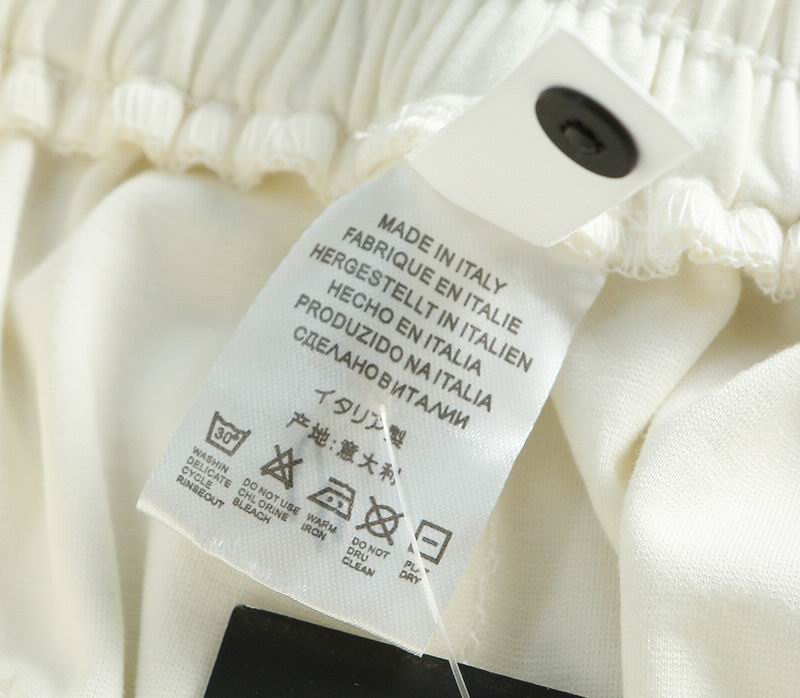 MADE IN ITALY
FABRIQUE EN ITALIE
HERGESTELLT IN ITALIEN
HECHO EN ITALIA
PRODUZIDO NA ITALIA
СДЕЛАНО В ИТАЛИИ
イタリア製
产地:意大利
30°
WASHIN
DELICATE
CYCLE
RINSEOUT
DO NOT USE
CHLORINE
BLEACH
WARM
IRON
DO NOT
DRU
CLEAN
DRY